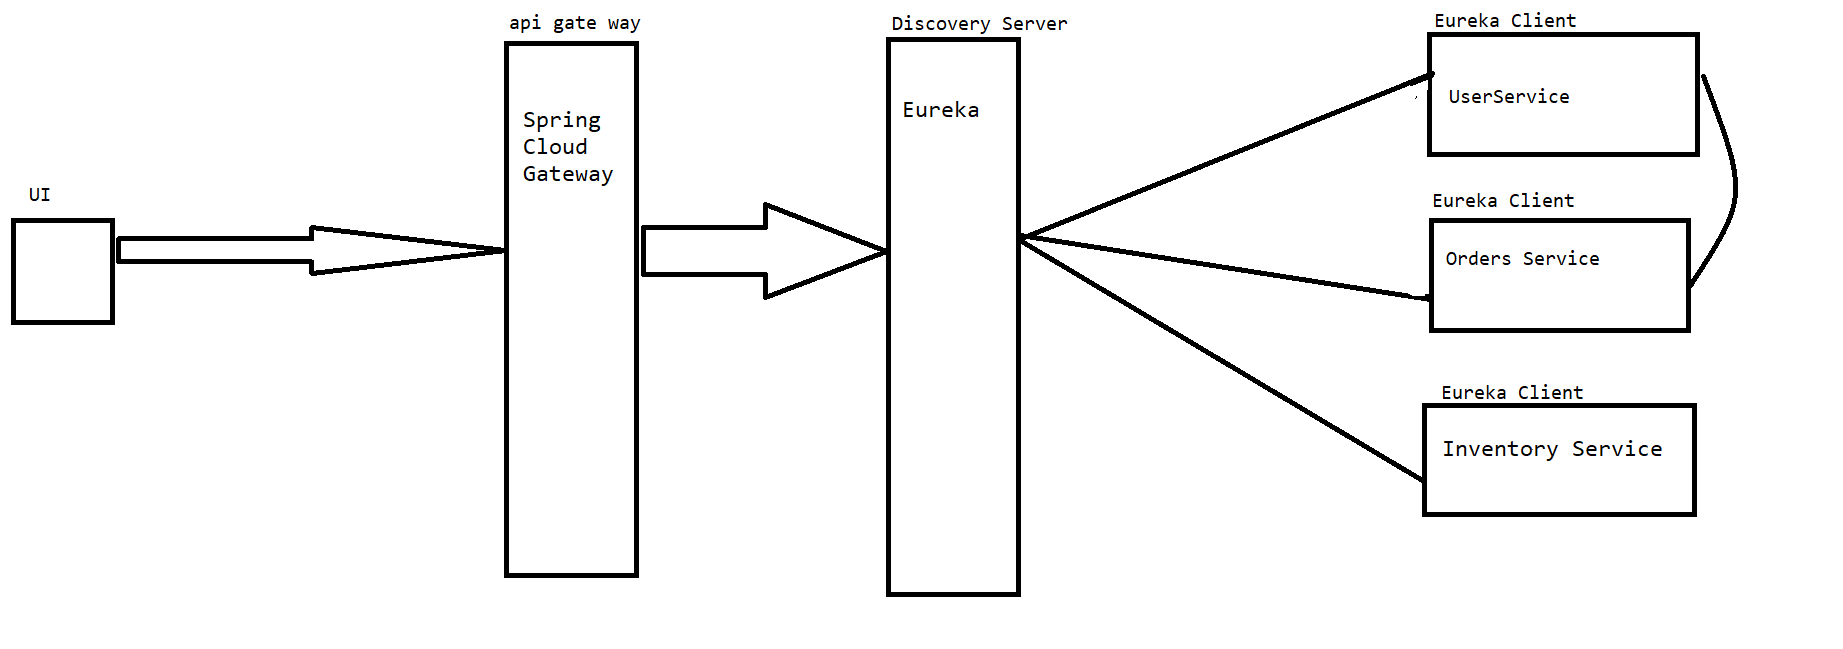 UI
api gate way
Spring
Cloud
Gateway
Discovery Server
Eureka
Eureka Client
UserService
Eureka Client
Orders Service
Eureka Client
Inventory Service